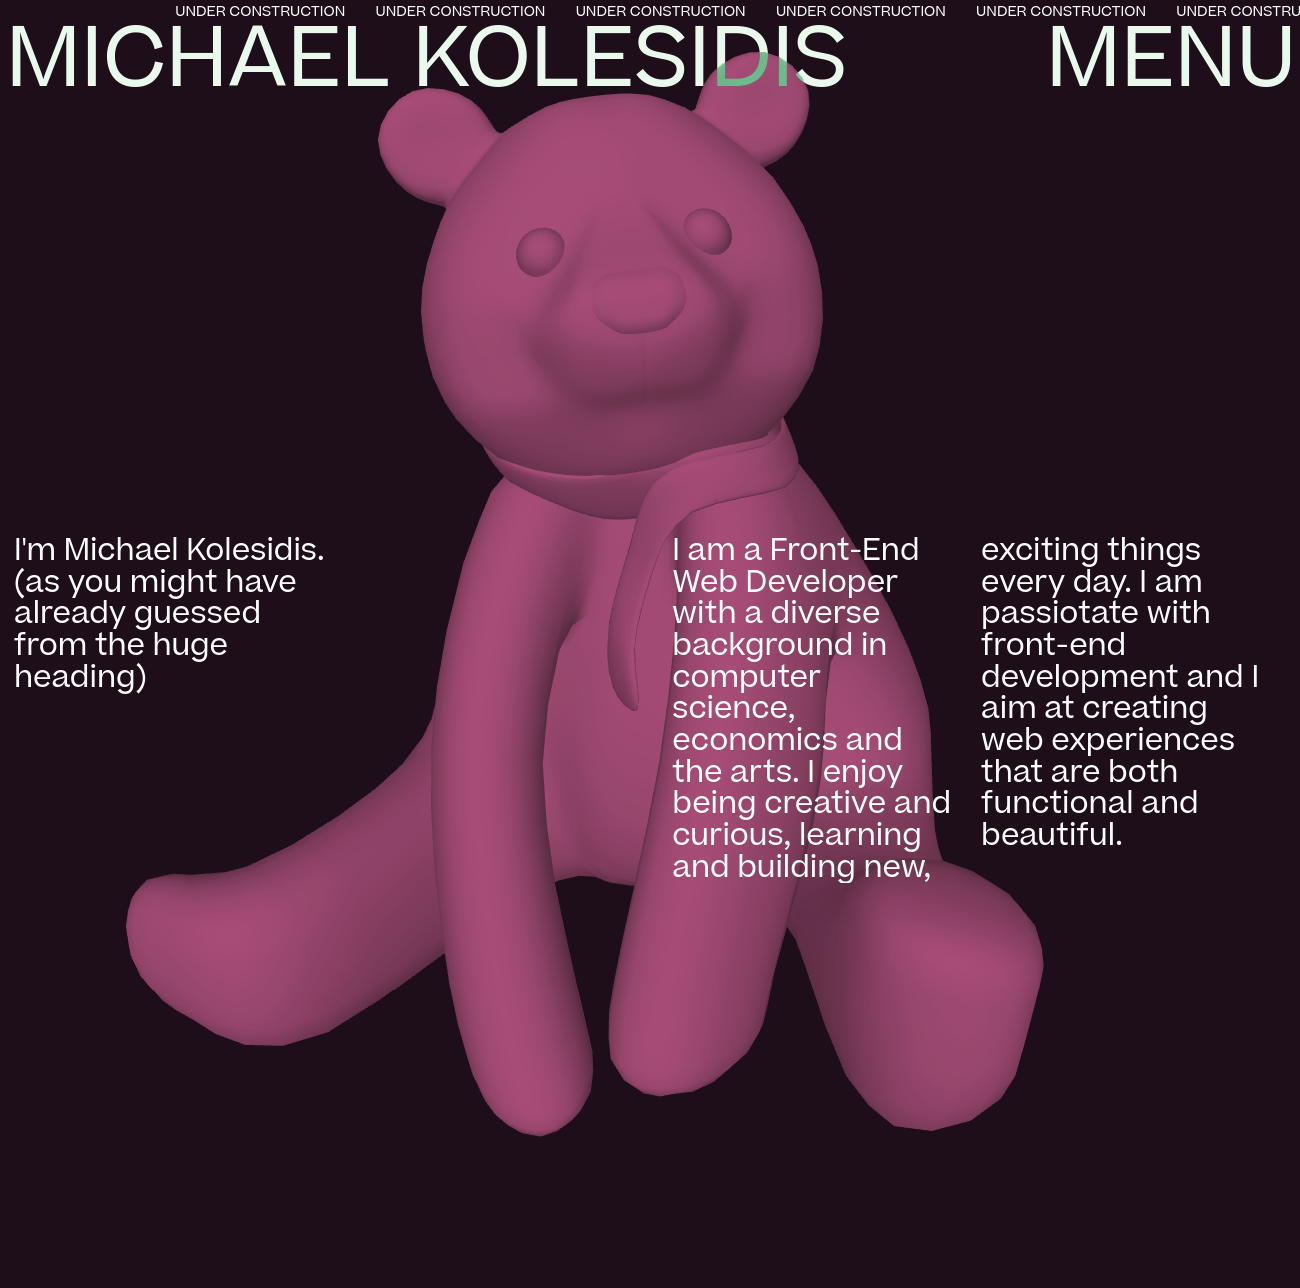 UNDER CONSTRUCTION UNDER CONSTRUCTION UNDER CONSTRUCTION UNDER CONSTRUCTION UNDER CONSTRUCTION UNDER CONSTRU
MICHAEL KOLESIDIS
MENU
I'm Michael Kolesidis.
(as you might have
already guessed
from the huge
heading)
I am a Front-End
Web Developer
with a diverse
background in
computer
science,
economics and
the arts. I enjoy
being creative and
curious, learning
and building new,
exciting things
every day. I am
passiotate with
front-end
development and I
aim at creating
web experiences
that are both
functional and
beautiful.